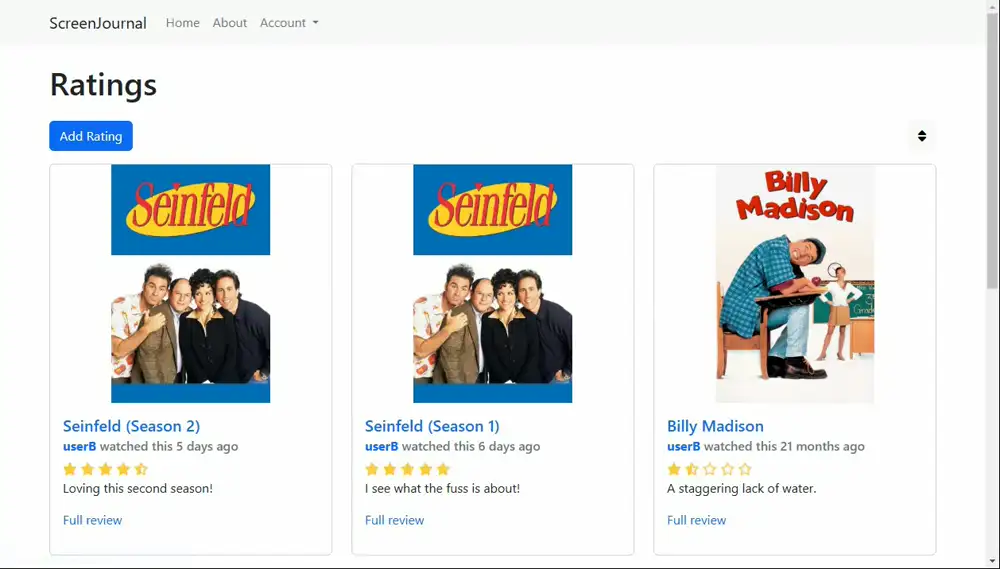 ScreenJournal Home About Account
Ratings
Add Rating
Seinfeld
Seinfeld (Season 2)
userB watched this 5 days ago
Loving this second season!
Full review
Seinfeld
Seinfeld (Season 1)
userB watched this 6 days ago
I see what the fuss is about!
Full review
Billy
Madison
Billy Madison
userB watched this 21 months ago
A staggering lack of water.
Full review